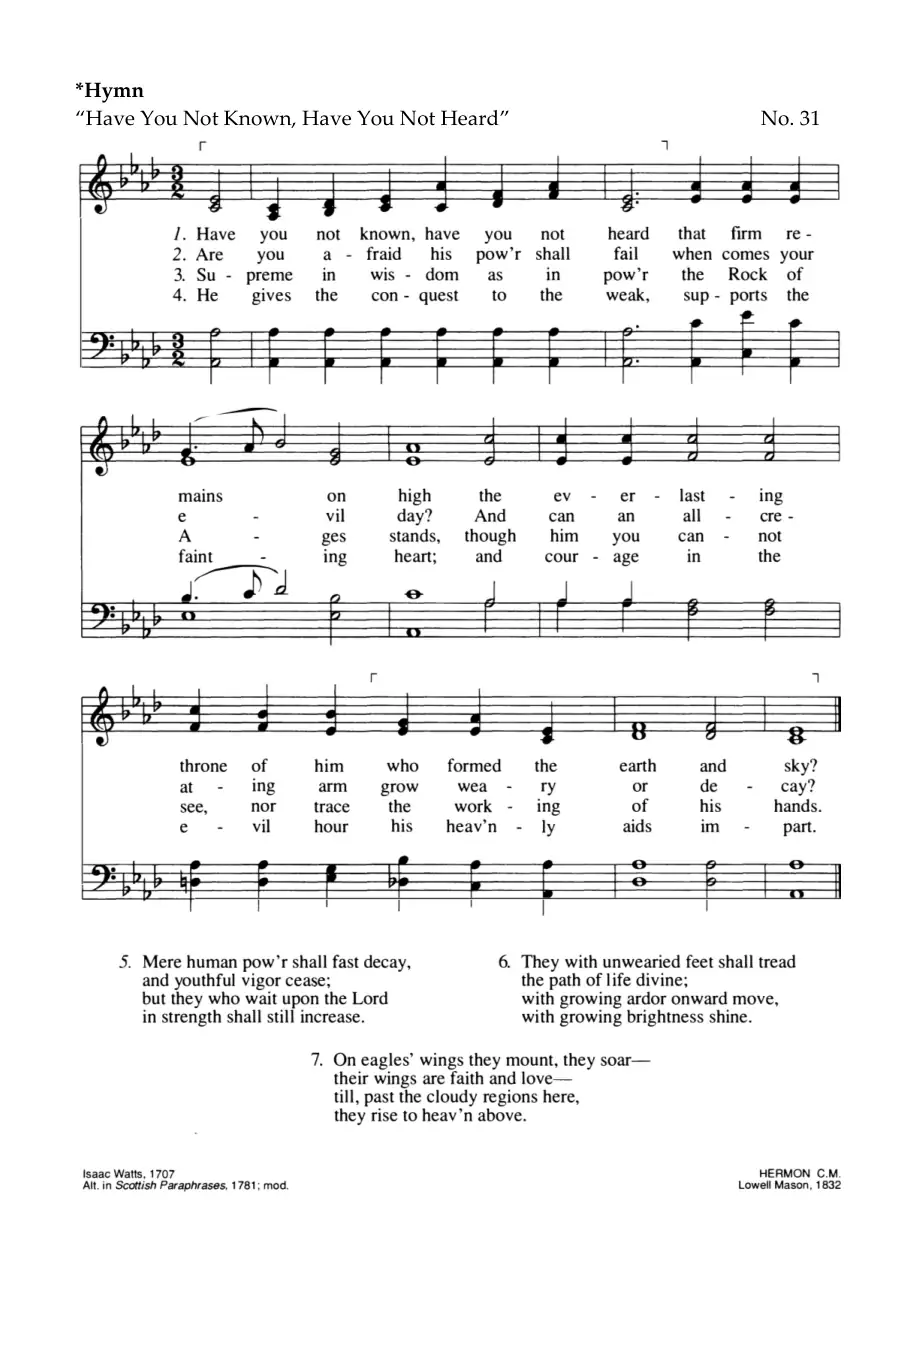 *Hymn
“Have You Not Known, Have You Not Heard” No. 31
1. Have you not known, have you not heard that firm re -
2. Are you a - fraid his pow'r shall fail when comes your
3. Su - preme in wis - dom as in pow'r the Rock of
4. He gives the con - quest to the weak, sup - ports the
mains on high the ev - er - last - ing
e - vil day? And can an all - cre -
A - ges stands, though him you can - not
faint - ing heart; and cour - age in the
throne of him who formed the earth and sky?
at - ing arm grow wea - ry or de - cay?
see, nor trace the work - ing of his hands.
e - vil hour his heav'n - ly aids im - part.
5. Mere human pow'r shall fast decay,
and youthful vigor cease;
but they who wait upon the Lord
in strength shall still increase.
6. They with unwearied feet shall tread
the path of life divine;
with growing ardor onward move,
with growing brightness shine.
7. On eagles' wings they mount, they soar—
their wings are faith and love—
till, past the cloudy regions here,
they rise to heav'n above.
Isaac Watts, 1707
Alt. in Scottish Paraphrases, 1781; mod.
HERMON C.M.
Lowell Mason, 1832